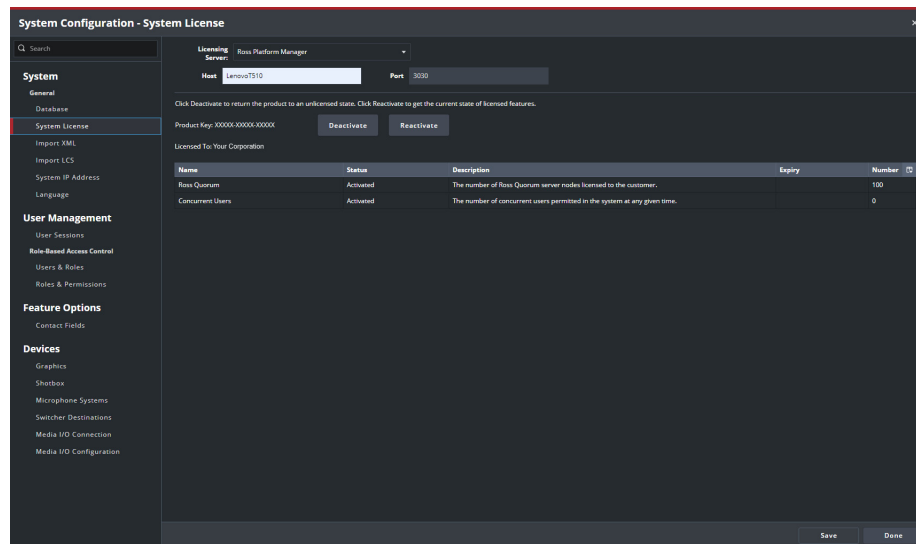 System Configuration - System License
×
Search
Licensing Server: Ross Platform Manager
Host LenovoT510 Port 3030
System
General
Database
System License
Import XML
Import LCS
System IP Address
Language
User Management
User Sessions
Role-Based Access Control
Users & Roles
Roles & Permissions
Feature Options
Contact Fields
Devices
Graphics
Shotbox
Microphone Systems
Switcher Destinations
Media I/O Connection
Media I/O Configuration
Click Deactivate to return the product to an unlicensed state. Click Reactivate to get the current state of licensed features.
Product Key: XXXXX-XXXXX-XXXXX Deactivate Reactivate
Licensed To: Your Corporation
Name Status Description Expiry Number
Ross Quorum Activated The number of Ross Quorum server nodes licensed to the customer. 100
Concurrent Users Activated The number of concurrent users permitted in the system at any given time. 0
Save Done